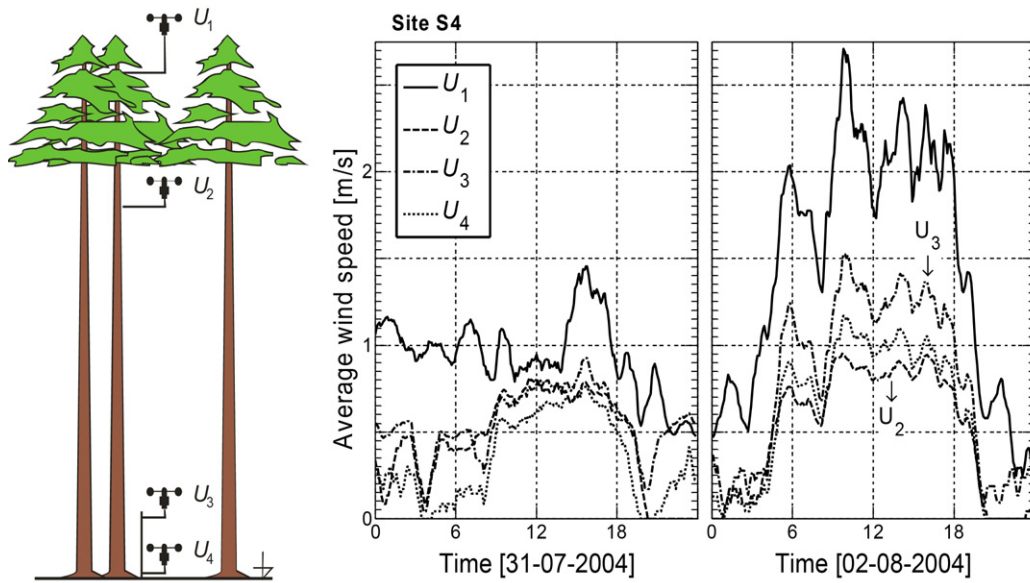 U1
U2
U3
U4
Site S4
Average wind speed [m/s]
2
1
0
U1
U2
U3
U4
0 6 12 18
Time [31-07-2004]
U3
U2
6 12 18
Time [02-08-2004]